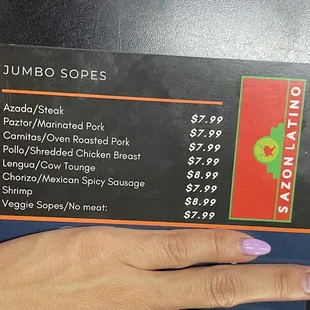 JUMBO SOPES
Azada/Steak $7.99
Paztor/Marinated Pork $7.99
Carnitas/Oven Roasted Pork $7.99
Pollo/Shredded Chicken Breast $7.99
Lengua/Cow Tounge $8.99
Chorizo/Mexican Spicy Sausage $7.99
Shrimp $8.99
Veggie Sopes/No meat: $7.99
SAZON LATINO